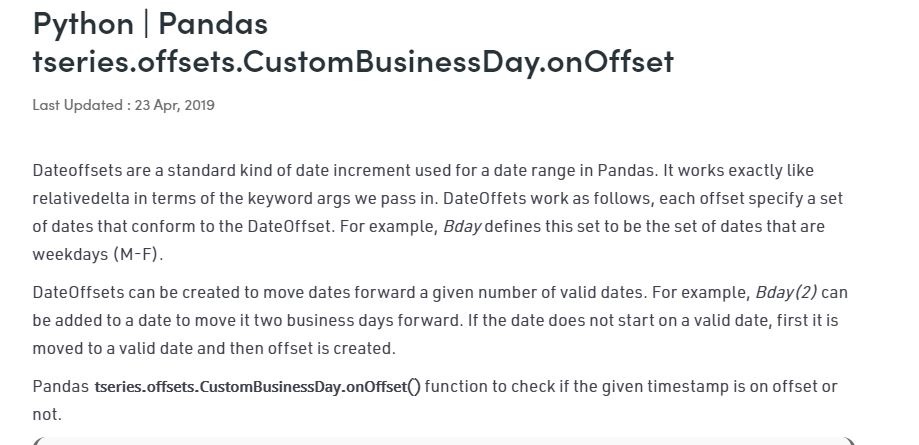 Python | Pandas
tseries.offsets.CustomBusinessDay.onOffset
Last Updated : 23 Apr, 2019
Dateoffsets are a standard kind of date increment used for a date range in Pandas. It works exactly like
relativedelta in terms of the keyword args we pass in. DateOffets work as follows, each offset specify a set
of dates that conform to the DateOffset. For example, Bday defines this set to be the set of dates that are
weekdays (M-F).
DateOffsets can be created to move dates forward a given number of valid dates. For example, Bday(2) can
be added to a date to move it two business days forward. If the date does not start on a valid date, first it is
moved to a valid date and then offset is created.
Pandas tseries.offsets.CustomBusinessDay.onOffset() function to check if the given timestamp is on offset or
not.